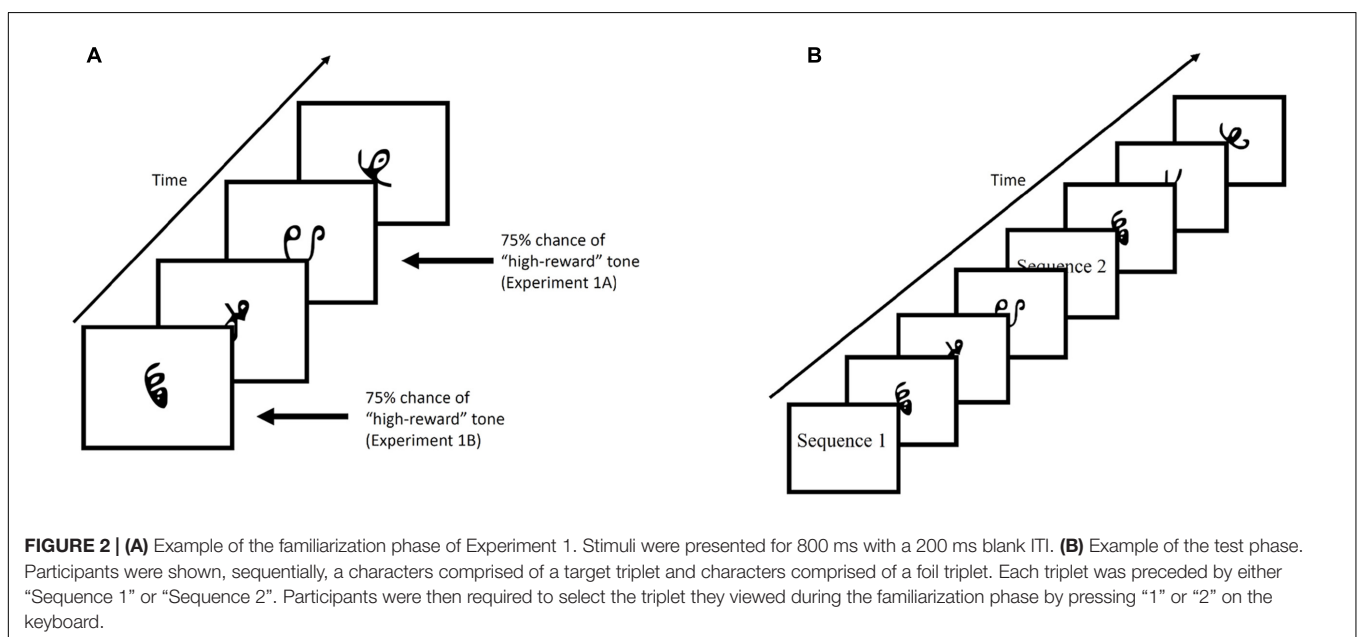 A
B
Time
75% chance of
"high-reward" tone
(Experiment 1A)
75% chance of
"high-reward" tone
(Experiment 1B)
Time
Sequence 2
Sequence 1
FIGURE 2 | (A) Example of the familiarization phase of Experiment 1. Stimuli were presented for 800 ms with a 200 ms blank ITI. (B) Example of the test phase.
Participants were shown, sequentially, a characters comprised of a target triplet and characters comprised of a foil triplet. Each triplet was preceded by either
“Sequence 1” or “Sequence 2”. Participants were then required to select the triplet they viewed during the familiarization phase by pressing “1” or “2” on the
keyboard.